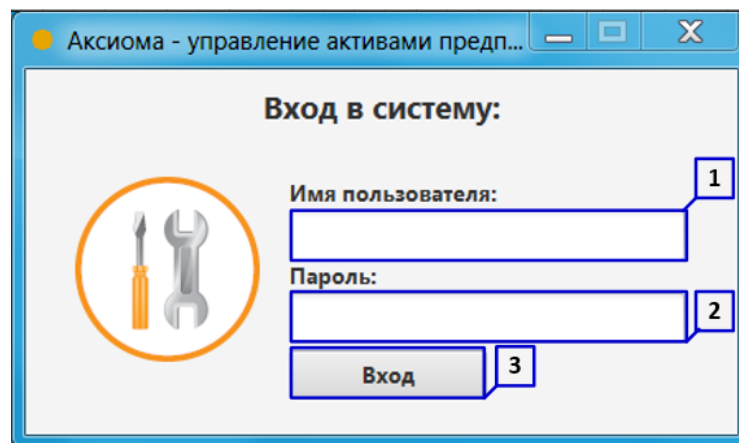 Аксиома - управление активами предп...
Вход в систему:
1
Имя пользователя:
Пароль:
2
Вход
3